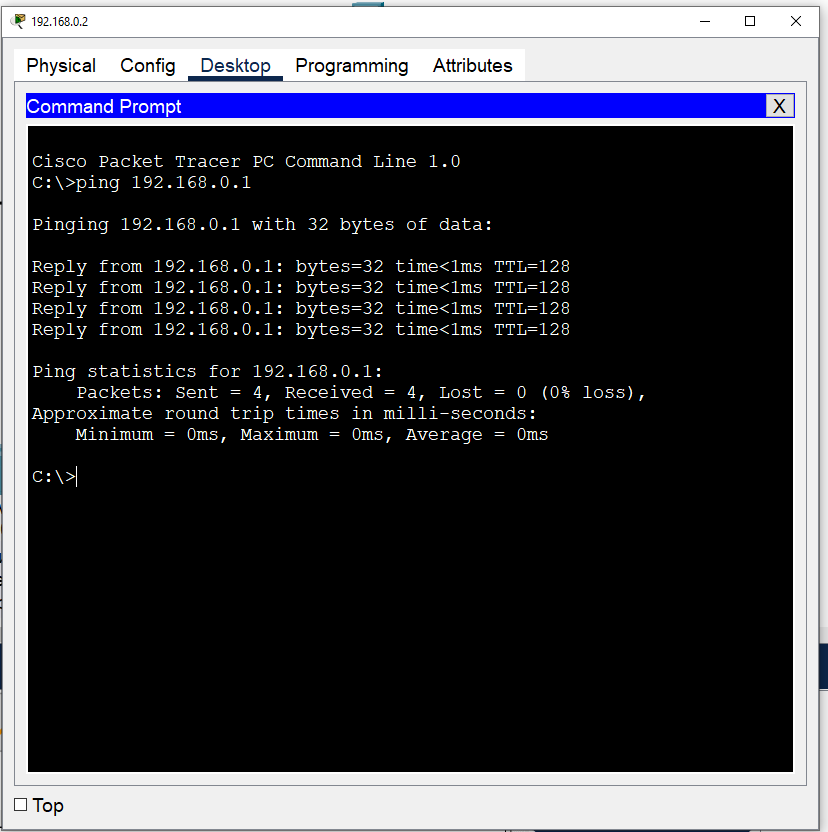 192.168.0.2
Physical Config Desktop Programming Attributes
Command Prompt X
Cisco Packet Tracer PC Command Line 1.0
C:\>ping 192.168.0.1
Pinging 192.168.0.1 with 32 bytes of data:
Reply from 192.168.0.1: bytes=32 time<1ms TTL=128
Reply from 192.168.0.1: bytes=32 time<1ms TTL=128
Reply from 192.168.0.1: bytes=32 time<1ms TTL=128
Reply from 192.168.0.1: bytes=32 time<1ms TTL=128
Ping statistics for 192.168.0.1:
Packets: Sent = 4, Received = 4, Lost = 0 (0% loss),
Approximate round trip times in milli-seconds:
Minimum = 0ms, Maximum = 0ms, Average = 0ms
C:\>
Top